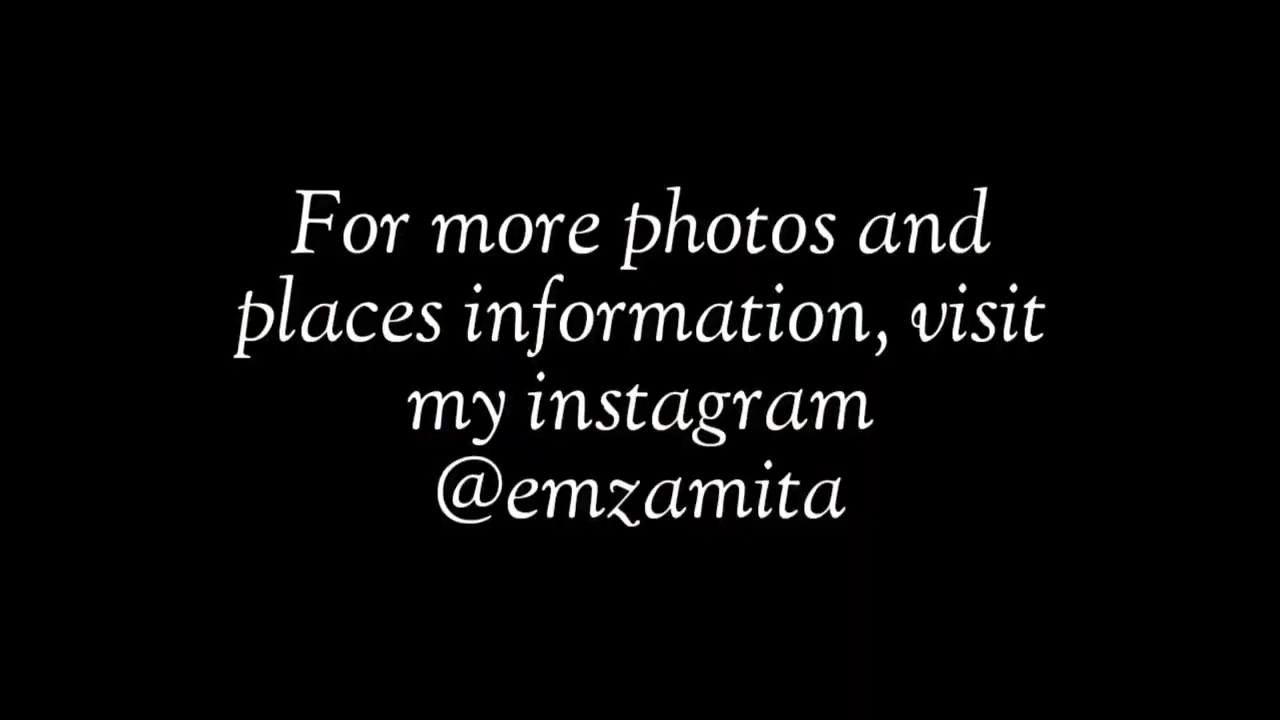 For more photos and
places information, visit
my instagram
@emzamita